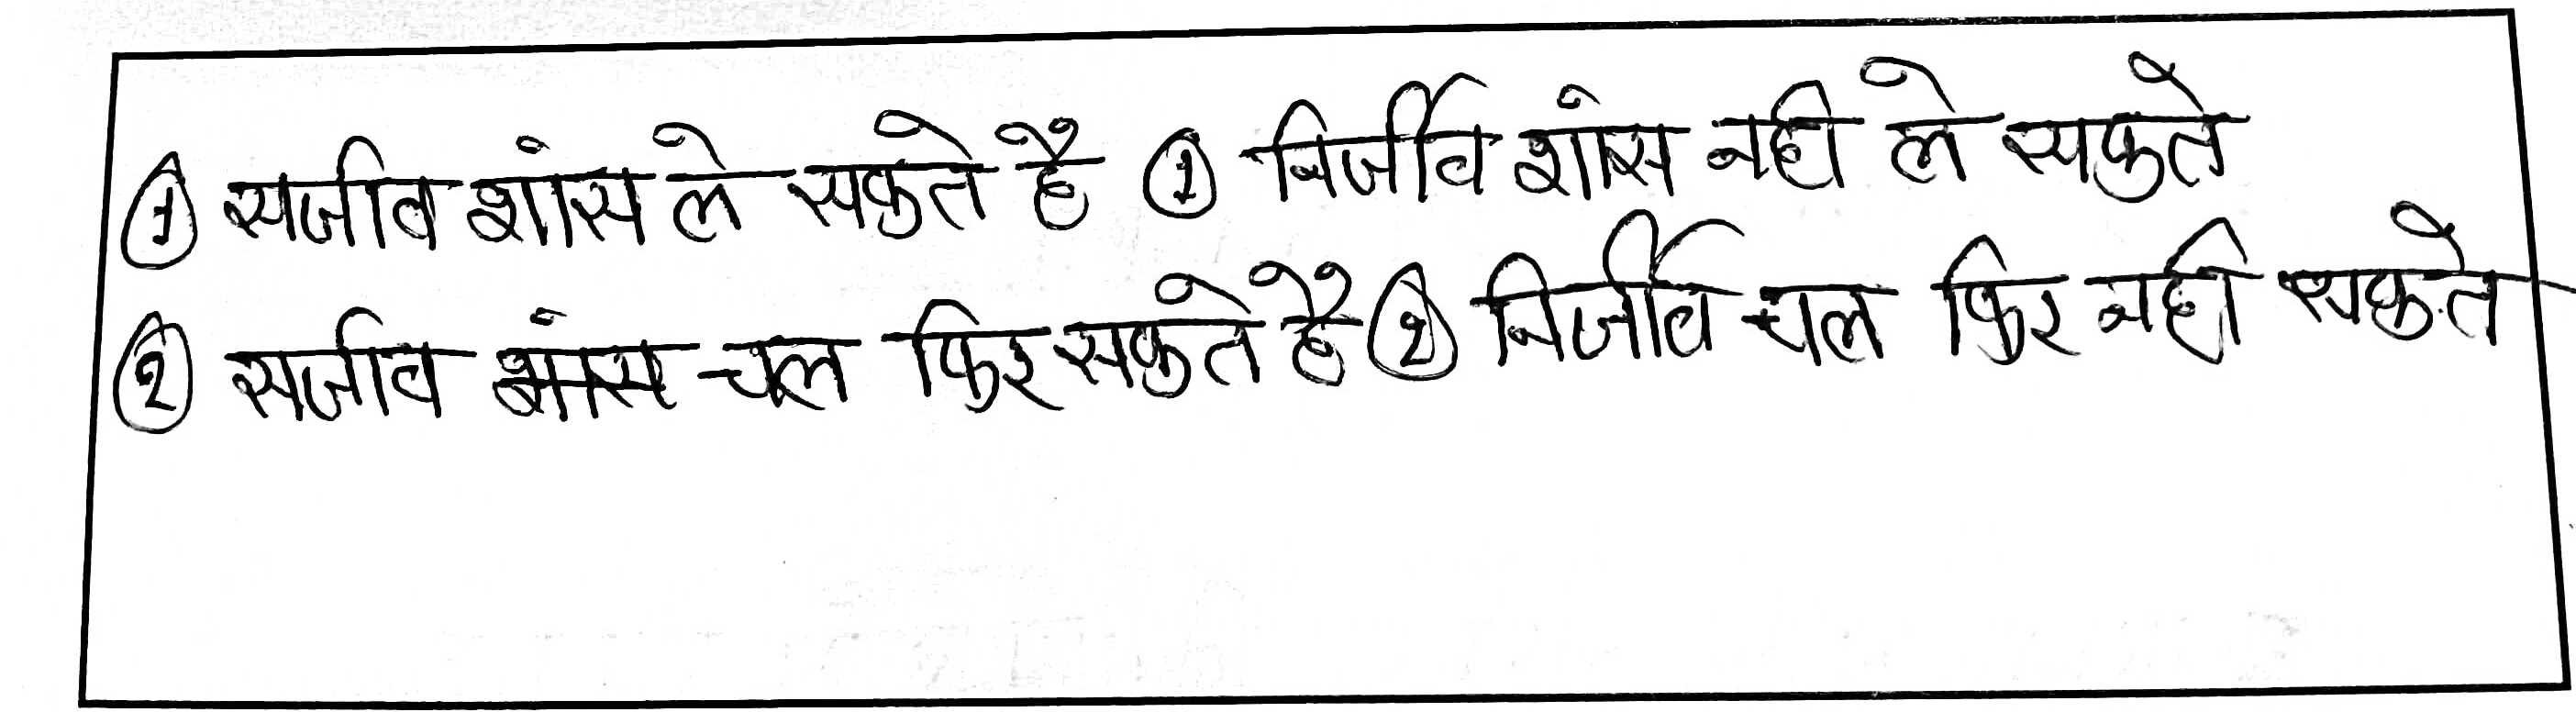 ① सजीव शांस ले सकते है ① निर्जीव शांस नही ले सकते
② सजीव शांस चल फिर सकते है ② निर्जीव चल फिर नही सकते